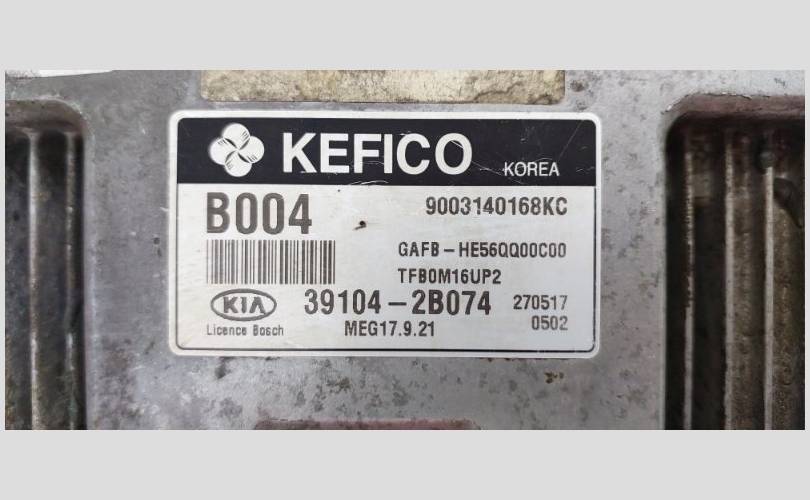 KEFICO KOREA
B004 9003140168KC
GAFB-HE56QQ00C00
TFB0M16UP2
KIA 39104-2B074 270517
Licence Bosch MEG17.9.21 0502